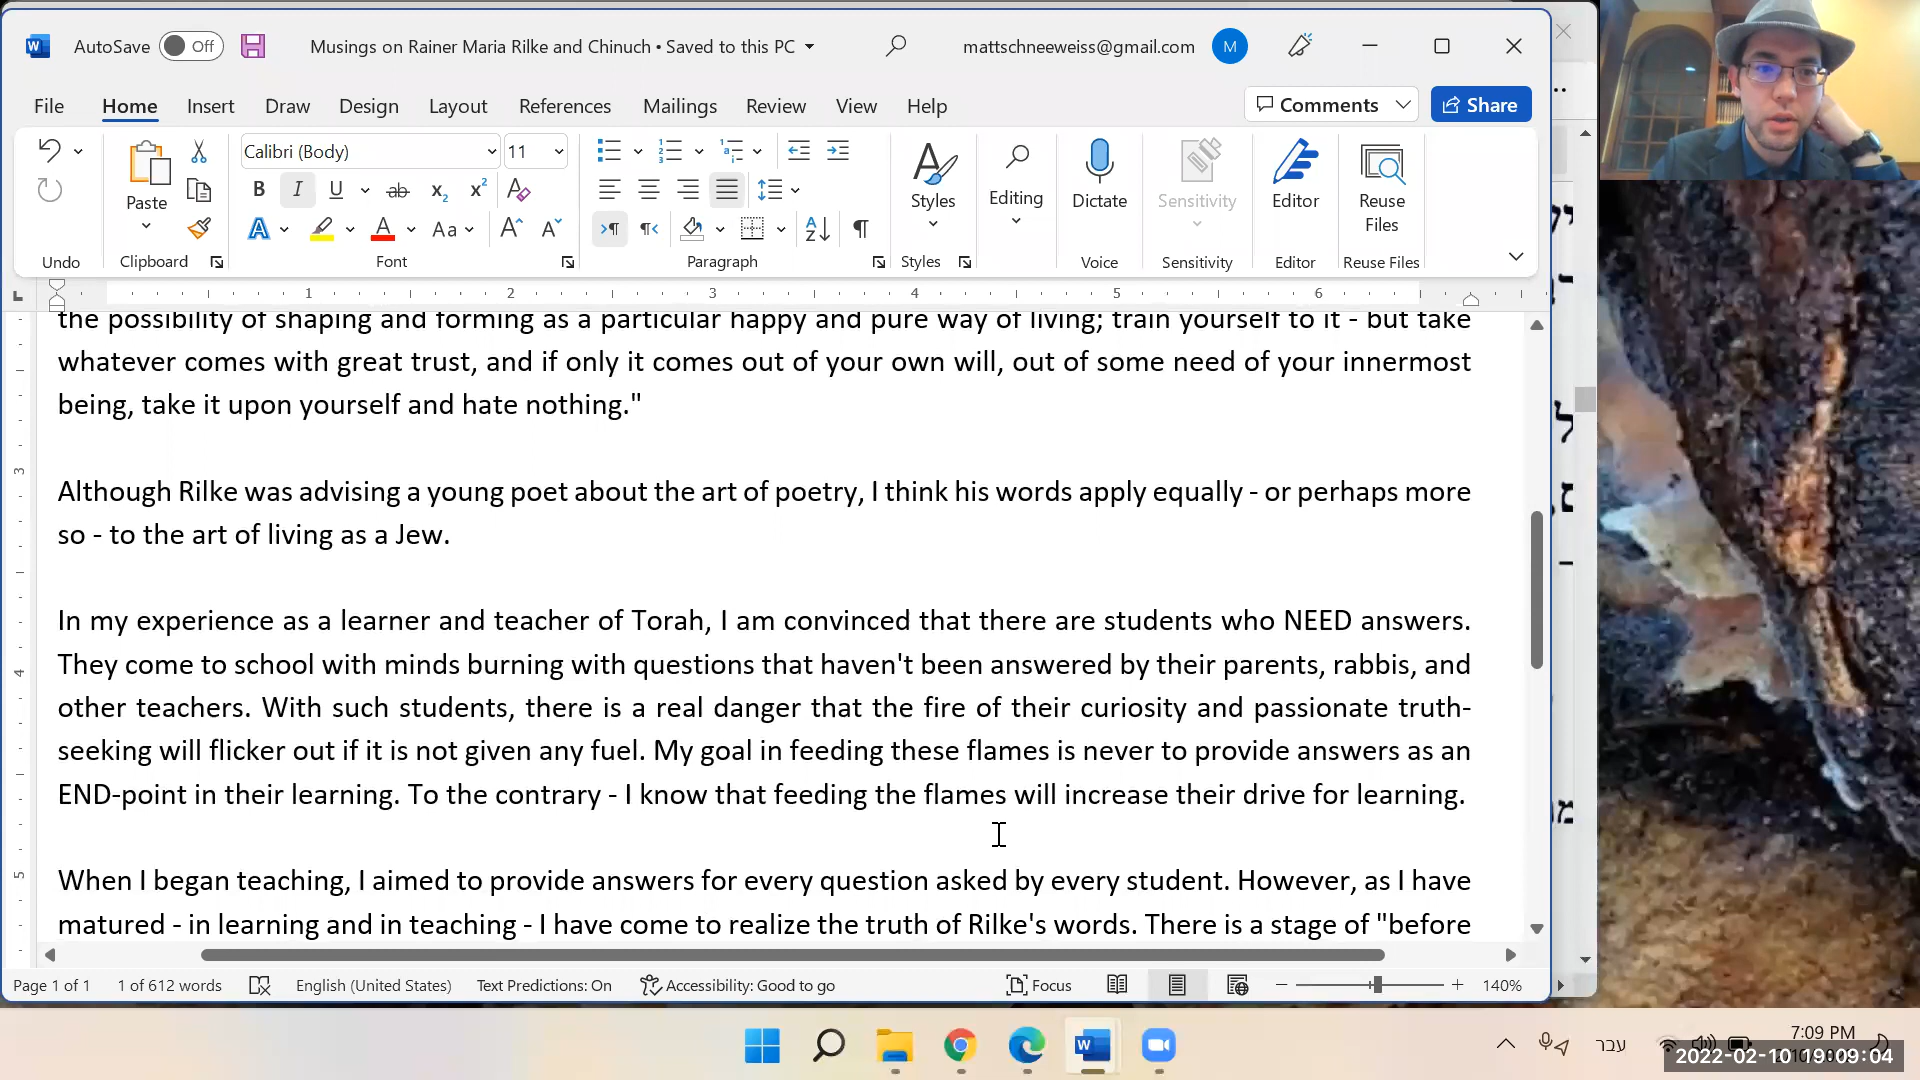 AutoSave Off Musings on Rainer Maria Rilke and Chinuch • Saved to this PC mattschneeweiss@gmail.com M
File Home Insert Draw Design Layout References Mailings Review View Help Comments Share
Calibri (Body) 11
Paste Styles Editing Dictate Sensitivity Editor Reuse
Files
Undo Clipboard Font Paragraph Styles Voice Sensitivity Editor Reuse Files
1 2 3 4 5 6
the possibility of shaping and forming as a particular happy and pure way of living; train yourself to it - but take
whatever comes with great trust, and if only it comes out of your own will, out of some need of your innermost
being, take it upon yourself and hate nothing."
Although Rilke was advising a young poet about the art of poetry, I think his words apply equally - or perhaps more
so - to the art of living as a Jew.
In my experience as a learner and teacher of Torah, I am convinced that there are students who NEED answers.
They come to school with minds burning with questions that haven't been answered by their parents, rabbis, and
other teachers. With such students, there is a real danger that the fire of their curiosity and passionate truth-
seeking will flicker out if it is not given any fuel. My goal in feeding these flames is never to provide answers as an
END-point in their learning. To the contrary - I know that feeding the flames will increase their drive for learning.
When I began teaching, I aimed to provide answers for every question asked by every student. However, as I have
matured - in learning and in teaching - I have come to realize the truth of Rilke's words. There is a stage of "before
Page 1 of 1 1 of 612 words English (United States) Text Predictions: On Accessibility: Good to go Focus 140%
עבר 7:09 PM
2022-02-10 19:09:04